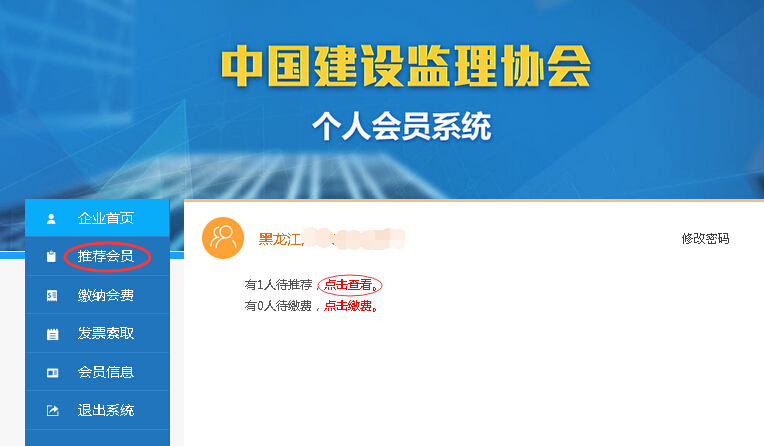 中国建设监理协会
个人会员系统
企业首页
推荐会员
缴纳会费
发票索取
会员信息
退出系统
黑龙江,
修改密码
有1人待推荐，点击查看。
有0人待缴费，点击缴费。